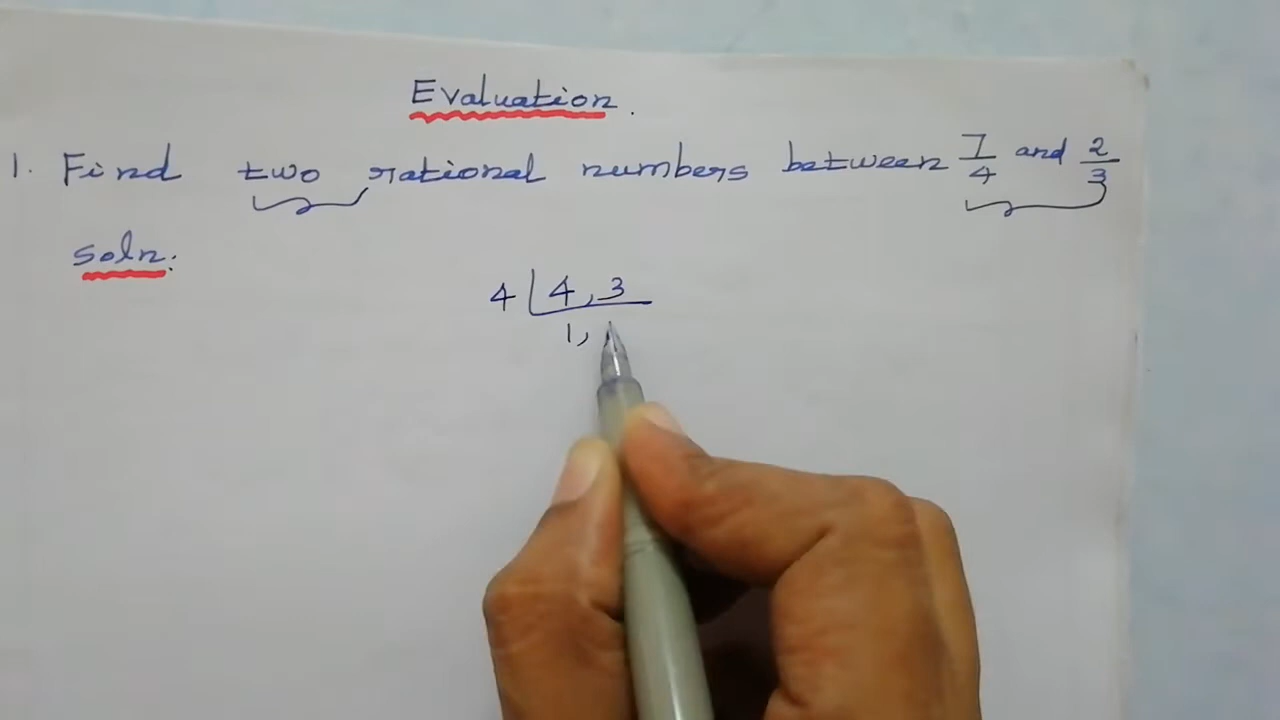 Evaluation.
1. Find two rational numbers between 7/4 and 2/3
Soln:
4 | 4, 3
1,